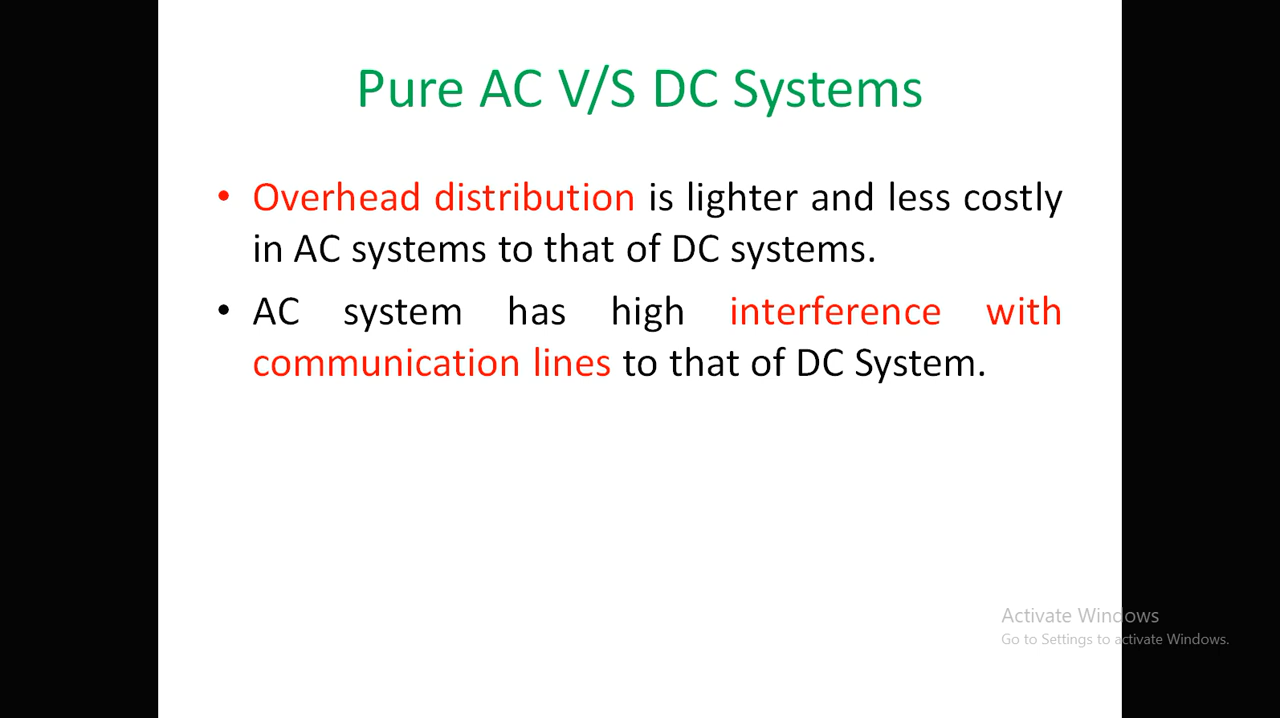 Pure AC V/S DC Systems
• Overhead distribution is lighter and less costly
in AC systems to that of DC systems.
• AC system has high interference with
communication lines to that of DC System.
Activate Windows
Go to Settings to activate Windows.